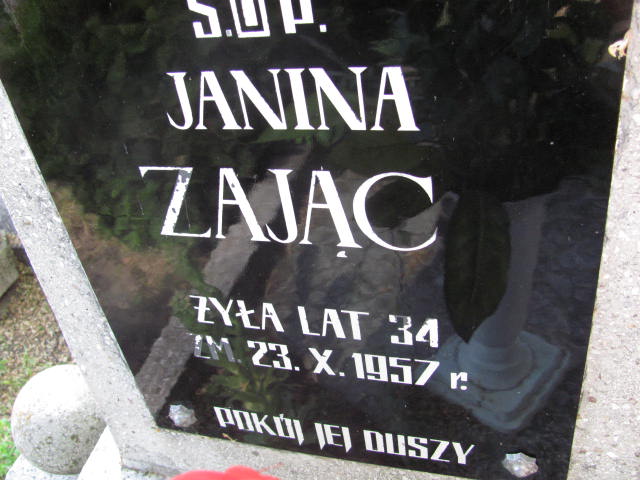 Ś.†P.
JANINA
ZAJĄC
ŻYŁA LAT 34
ZM. 23. X. 1957 r.
POKÓJ JEJ DUSZY